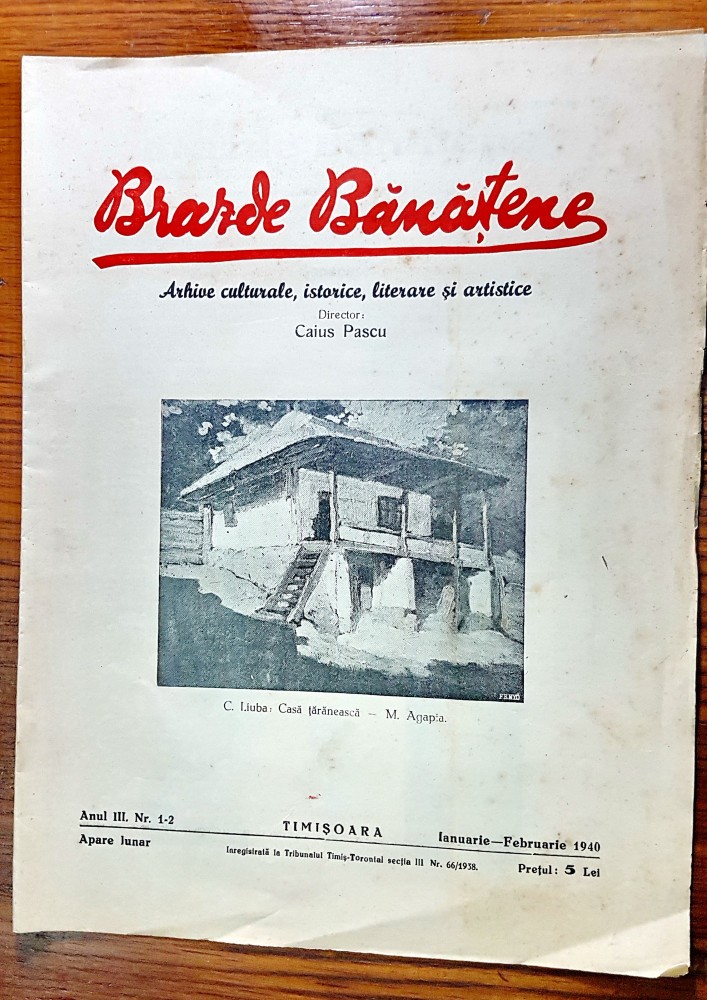 Brazde Bănățene
Arhive culturale, istorice, literare și artistice
Director:
Caius Pascu
FENYÖ
C. Liuba: Casă țărănească — M. Agapia.
Anul III. Nr. 1-2
TIMIȘOARA
Ianuarie—Februarie 1940
Apare lunar
Inregistrată la Tribunalul Timiș-Torontal secția III Nr. 66/1938.
Prețul: 5 Lei